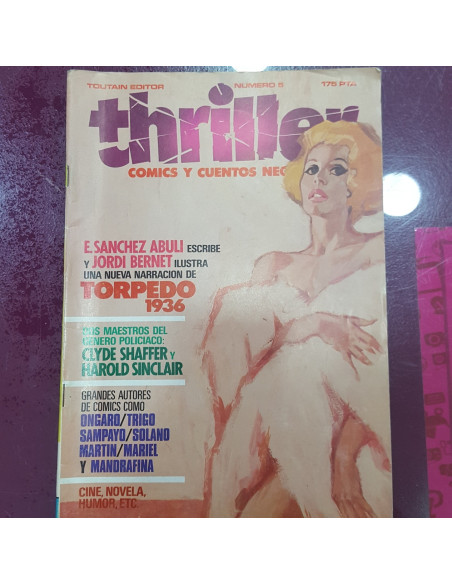 TOUTAIN EDITOR NUMERO 5 175 P
thriller
COMICS Y CUENTOS
E. SANCHEZ ABULI ESCRIBE
Y JORDI BERNET ILUSTRA
UNA NUEVA NARRACION DE
TORPEDO
1936
DOS MAESTROS DEL
GENERO POLICIACO:
CLYDE SHAFFER Y
HAROLD SINCLAIR
GRANDES AUTORES
DE COMICS COMO
ONGARO/TRIGO
SAMPAYO/SOLANO
MARTIN/MARIEL
Y MANDRAFINA
CINE, NOVELA,
HUMOR, ETC